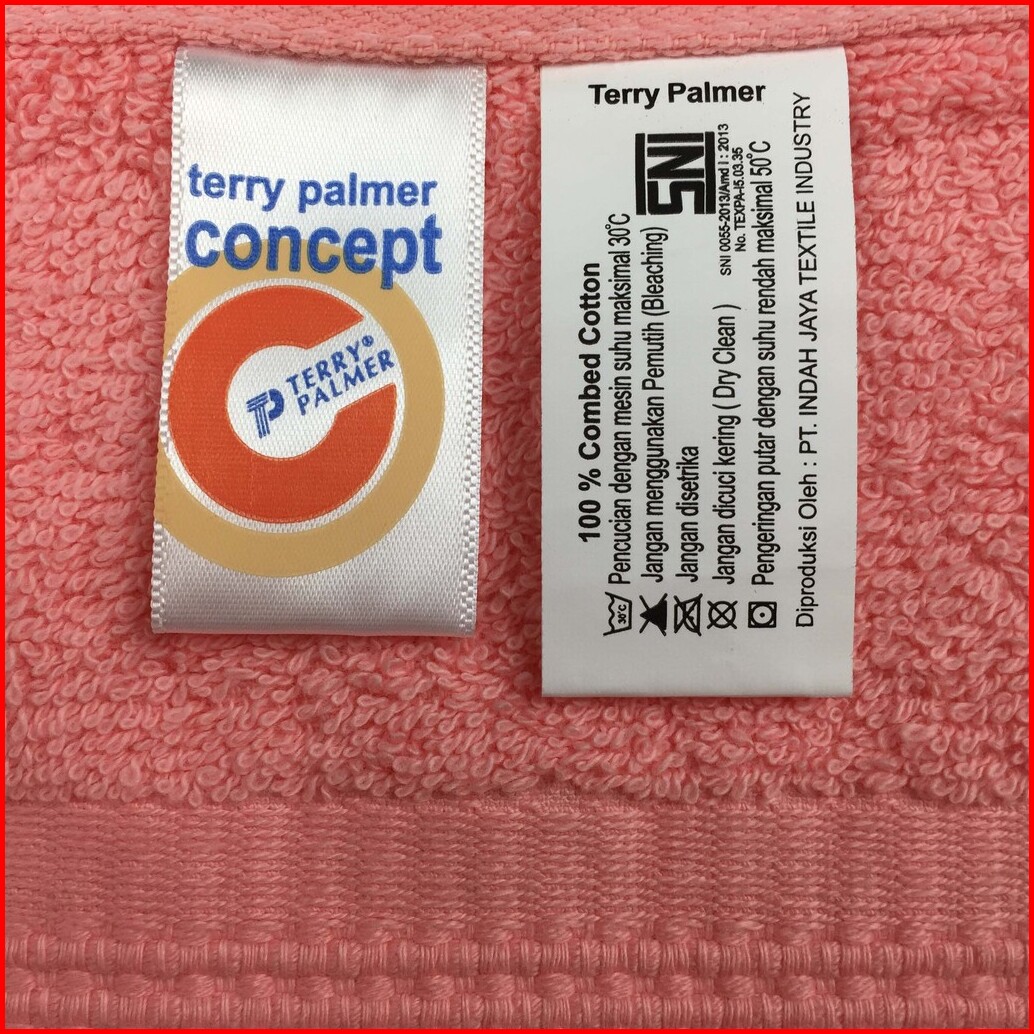 terry palmer
concept
TERRY®
PALMER
Terry Palmer
SNI
SNI 0055-2013/Amd I : 2013
No. TEXPA-I5.03.35
100 % Combed Cotton
30°C
Pencucian dengan mesin suhu maksimal 30°C
Jangan menggunakan Pemutih (Bleaching)
Jangan disetrika
Jangan dicuci kering ( Dry Clean )
Pengeringan putar dengan suhu rendah maksimal 50°C
Diproduksi Oleh : PT. INDAH JAYA TEXTILE INDUSTRY